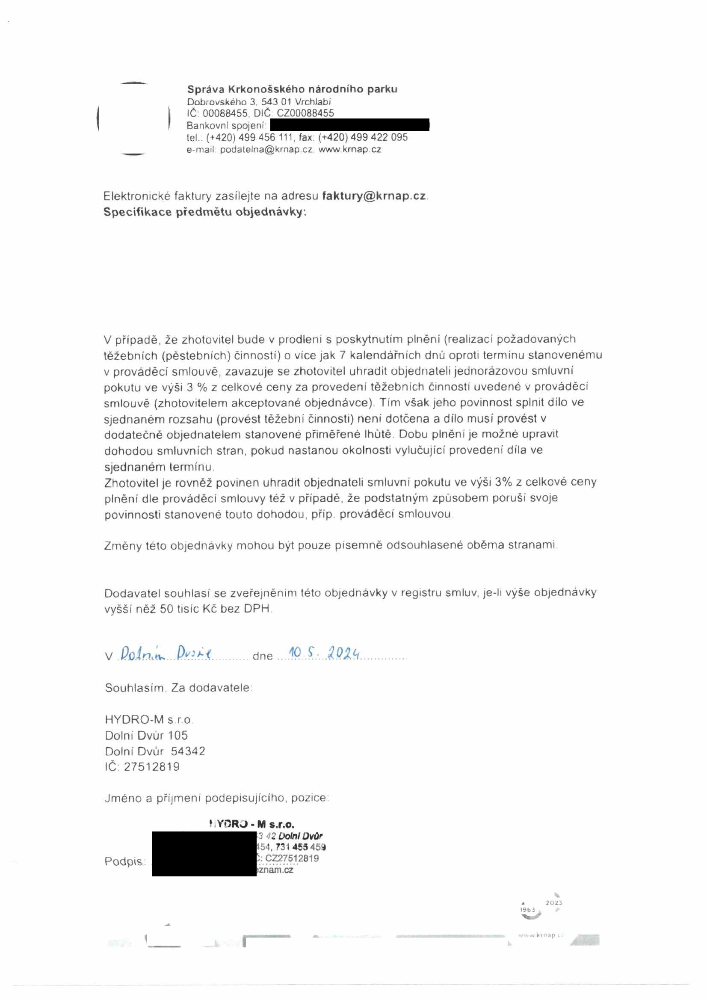 Správa Krkonošského národního parku
Dobrovského 3, 543 01 Vrchlabí
IČ: 00088455, DIČ: CZ00088455
Bankovní spojení:
tel.: (+420) 499 456 111, fax: (+420) 499 422 095
e-mail: podatelna@krnap.cz, www.krnap.cz
Elektronické faktury zasílejte na adresu faktury@krnap.cz.
Specifikace předmětu objednávky:
V případě, že zhotovitel bude v prodlení s poskytnutím plnění (realizací požadovaných
těžebních (pěstebních) činností) o více jak 7 kalendářních dnů oproti termínu stanovenému
v prováděcí smlouvě, zavazuje se zhotovitel uhradit objednateli jednorázovou smluvní
pokutu ve výši 3 % z celkové ceny za provedení těžebních činností uvedené v prováděcí
smlouvě (zhotovitelem akceptované objednávce). Tím však jeho povinnost splnit dílo ve
sjednaném rozsahu (provést těžební činnosti) není dotčena a dílo musí provést v
dodatečně objednatelem stanovené přiměřené lhůtě. Dobu plnění je možné upravit
dohodou smluvních stran, pokud nastanou okolnosti vylučující provedení díla ve
sjednaném termínu.
Zhotovitel je rovněž povinen uhradit objednateli smluvní pokutu ve výši 3% z celkové ceny
plnění dle prováděcí smlouvy též v případě, že podstatným způsobem poruší svoje
povinnosti stanovené touto dohodou, příp. prováděcí smlouvou.
Změny této objednávky mohou být pouze písemně odsouhlasené oběma stranami.
Dodavatel souhlasí se zveřejněním této objednávky v registru smluv, je-li výše objednávky
vyšší něž 50 tisíc Kč bez DPH.
V Dolním Dvoře dne 10.5.2024
Souhlasím. Za dodavatele:
HYDRO-M s.r.o.
Dolní Dvůr 105
Dolní Dvůr 54342
IČ: 27512819
Jméno a příjmení podepisujícího, pozice:
HYDRO - M s.r.o.
3 42 Dolní Dvůr
454, 731 455 459
Podpis: Č: CZ27512819
eznam.cz
2023
1963
www.krnap.cz